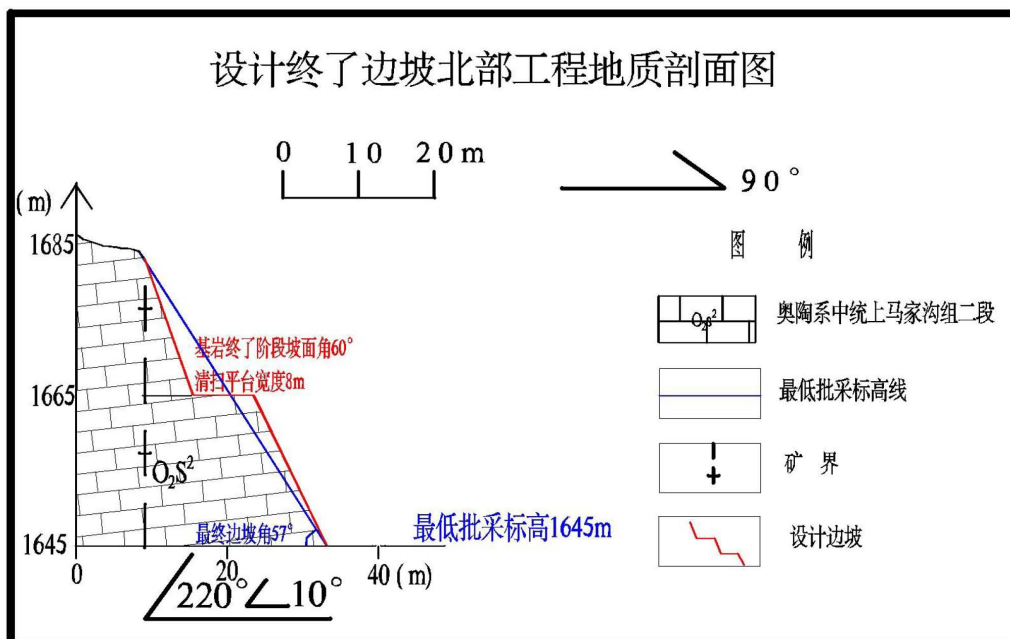 设计终了边坡北部工程地质剖面图
0 10 20m
90°
(m)
1685
1665
1645
基岩终了阶段坡面角60°
清扫平台宽度8m
O₂S²
最终边坡角57°
最低批采标高1645m
0 20 40 (m)
220°∠10°
图 例
O₂S²
奥陶系中统上马家沟组二段
最低批采标高线
矿 界
设计边坡